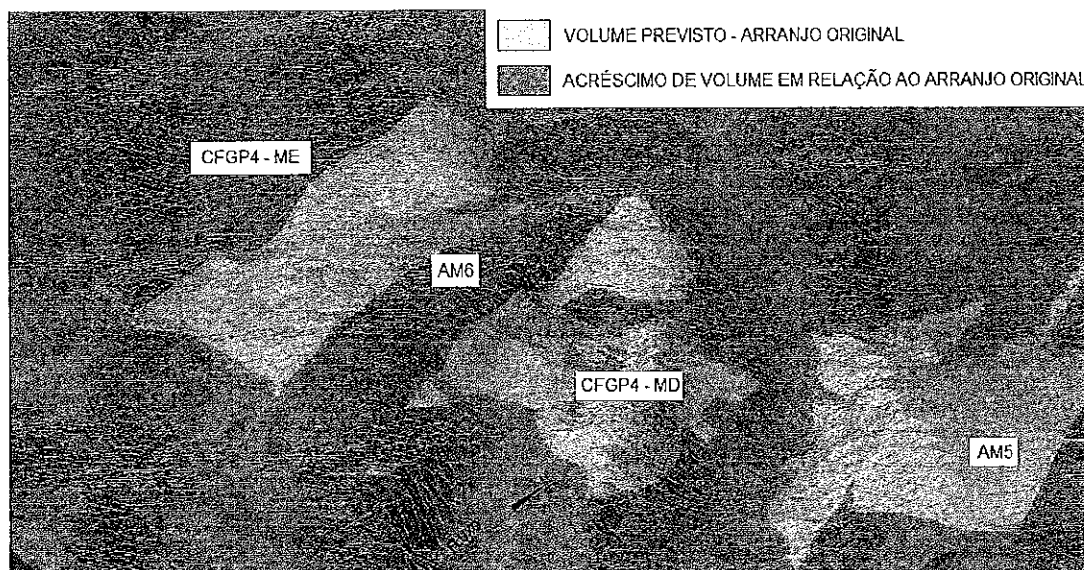 VOLUME PREVISTO - ARRANJO ORIGINAL
ACRÉSCIMO DE VOLUME EM RELAÇÃO AO ARRANJO ORIGINAL
CFGP4 - ME
AM6
CFGP4 - MD
AM5